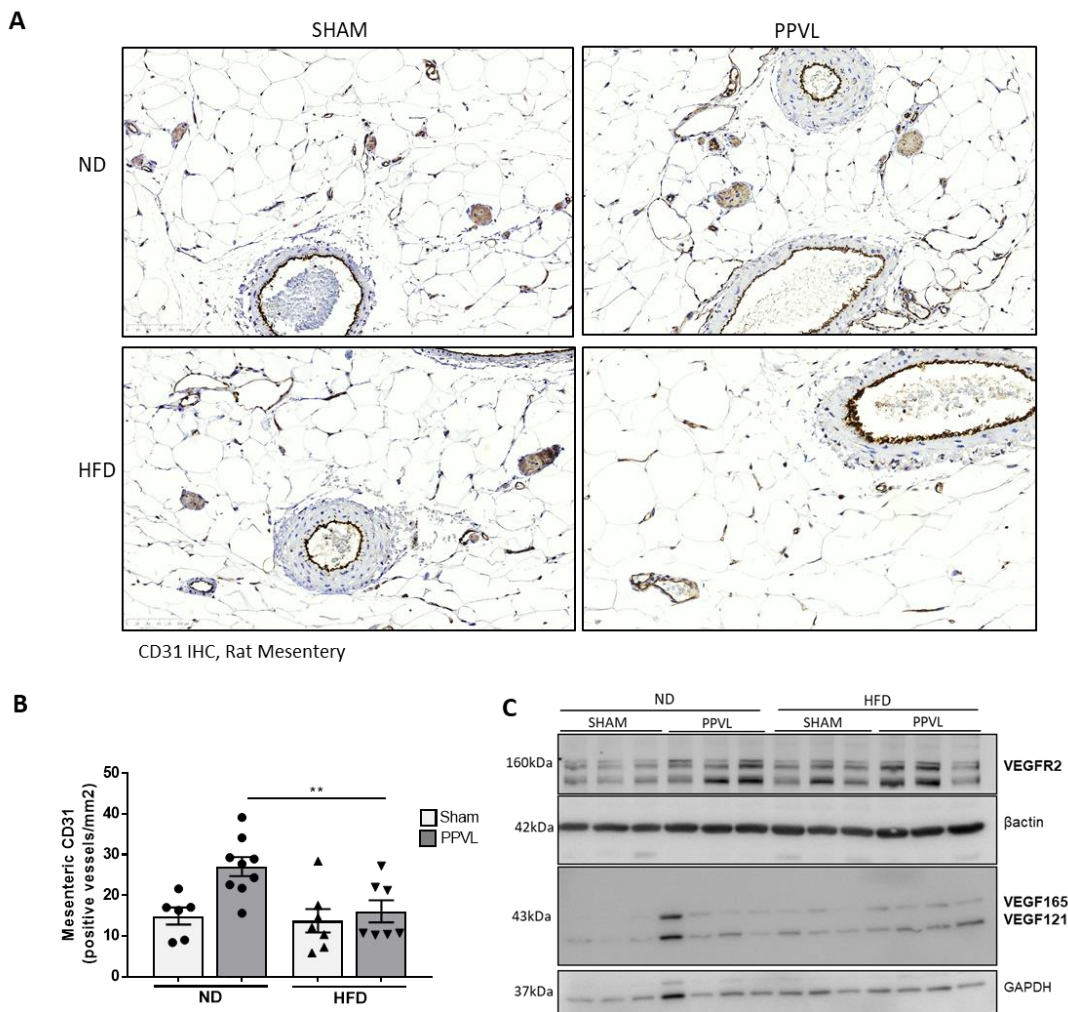 A
SHAM
PPVL
ND
HFD
CD31 IHC, Rat Mesentery
B
Mesenteric CD31
(positive vessels/mm2)
50
40
30
20
10
0
**
Sham
PPVL
ND
HFD
C
ND
HFD
SHAM
PPVL
SHAM
PPVL
160kDa
VEGFR2
42kDa
βactin
43kDa
VEGF165
VEGF121
37kDa
GAPDH